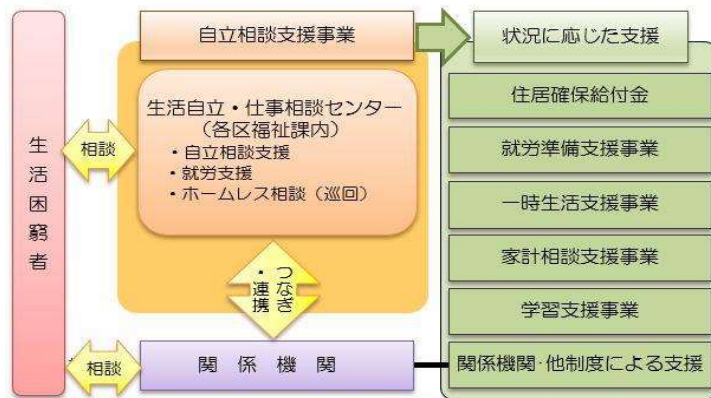 自立相談支援事業
状況に応じた支援
生活困窮者
相談
生活自立・仕事相談センター
(各区福祉課内)
・自立相談支援
・就労支援
・ホームレス相談（巡回）
つなぎ
・連携
相談
関係機関
住居確保給付金
就労準備支援事業
一時生活支援事業
家計相談支援事業
学習支援事業
関係機関・他制度による支援